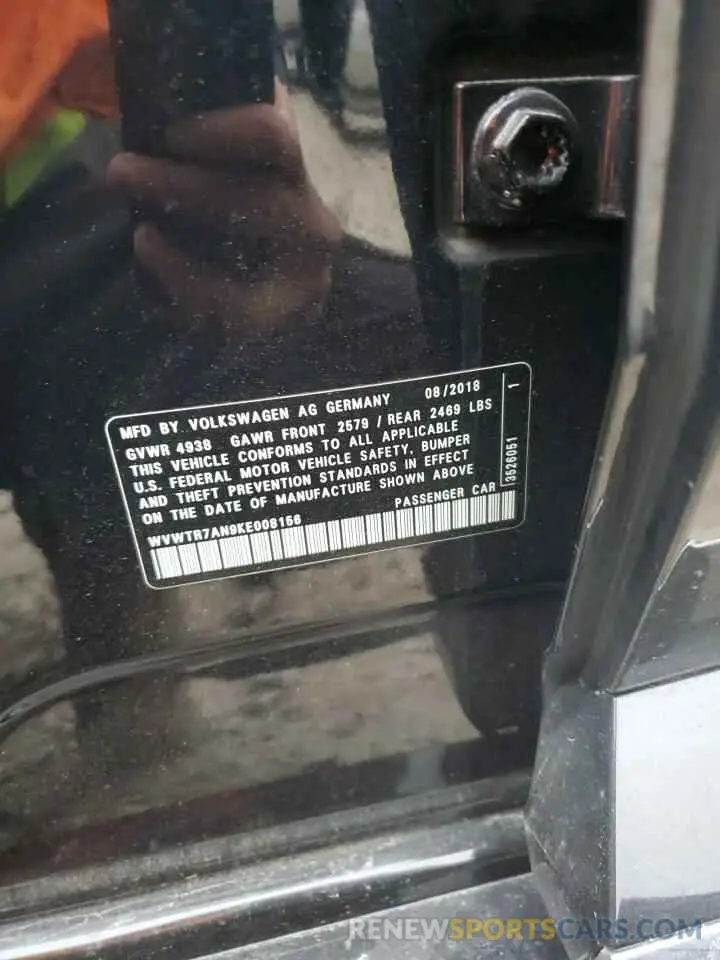 MFD BY. VOLKSWAGEN AG GERMANY 08/2018
GVWR 4938 GAWR FRONT 2579 / REAR 2469 LBS
THIS VEHICLE CONFORMS TO ALL APPLICABLE
U.S. FEDERAL MOTOR VEHICLE SAFETY, BUMPER
AND THEFT PREVENTION STANDARDS IN EFFECT
ON THE DATE OF MANUFACTURE SHOWN ABOVE
PASSENGER CAR
WVWTR7AN9KE008156
3526051 1
RENEWSPORTSCARS.COM